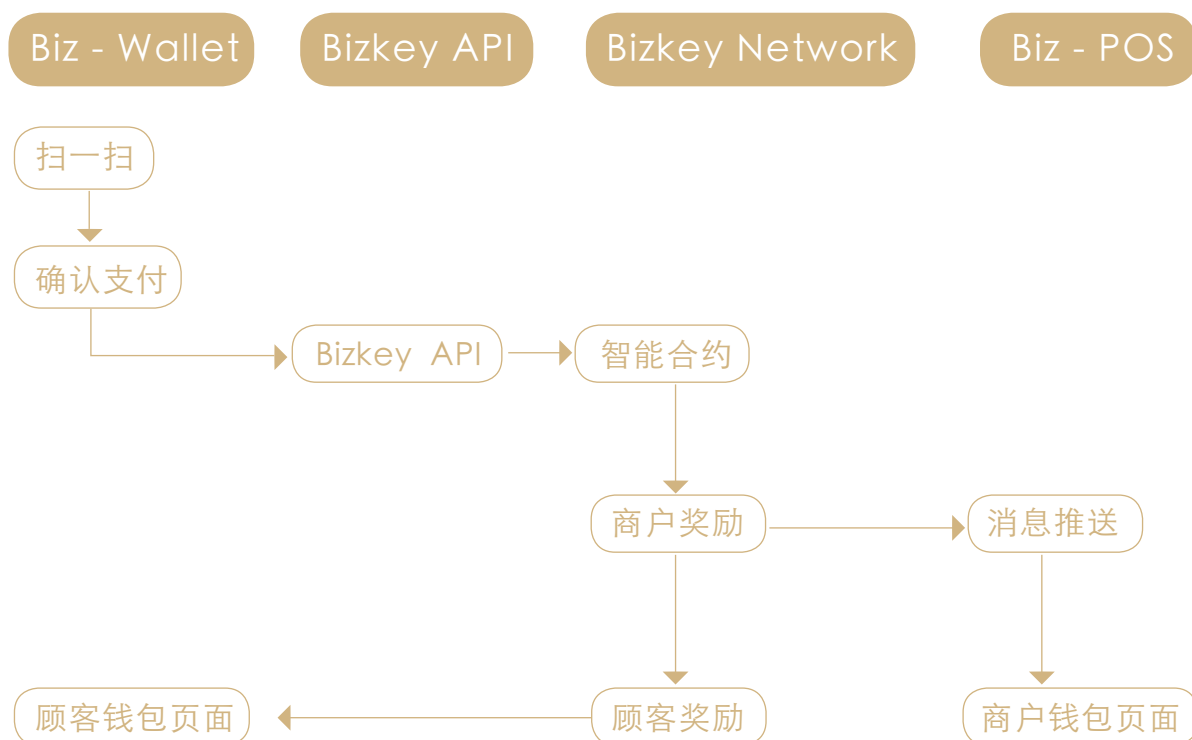 Biz - Wallet
Bizkey API
Bizkey Network
Biz - POS
扫一扫
确认支付
Bizkey API
智能合约
商户奖励
消息推送
顾客钱包页面
顾客奖励
商户钱包页面